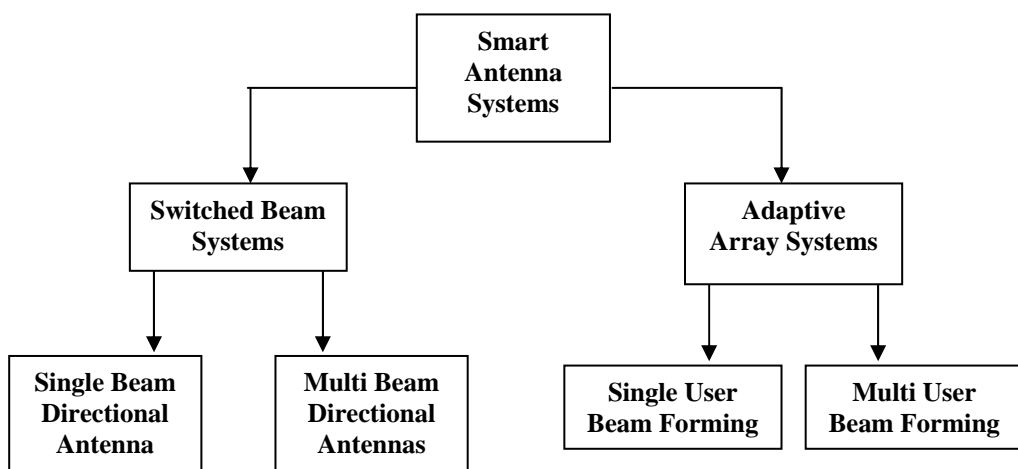 Smart
Antenna
Systems
Switched Beam
Systems
Adaptive
Array Systems
Single Beam
Directional
Antenna
Multi Beam
Directional
Antennas
Single User
Beam Forming
Multi User
Beam Forming